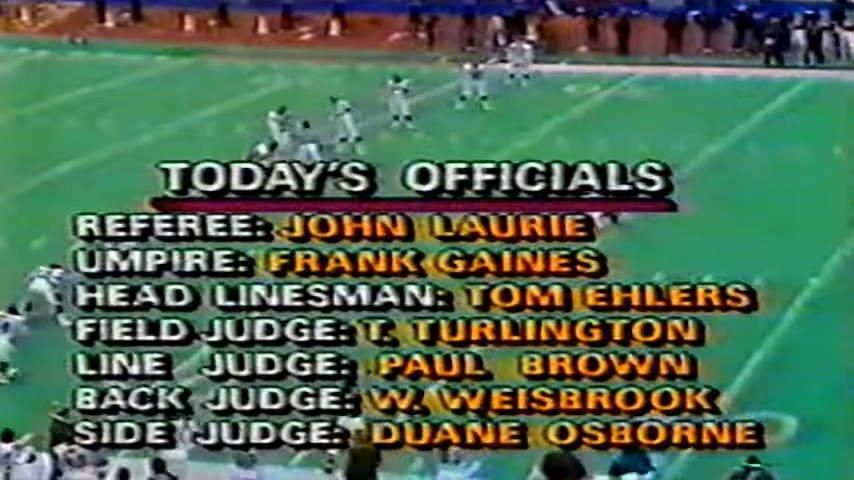 TODAY'S OFFICIALS
REFEREE: JOHN LAURIE
UMPIRE: FRANK GAINES
HEAD LINESMAN: TOM EHLERS
FIELD JUDGE: T. TURLINGTON
LINE JUDGE: PAUL BROWN
BACK JUDGE: W. WEISBROOK
SIDE JUDGE: DUANE OSBORNE